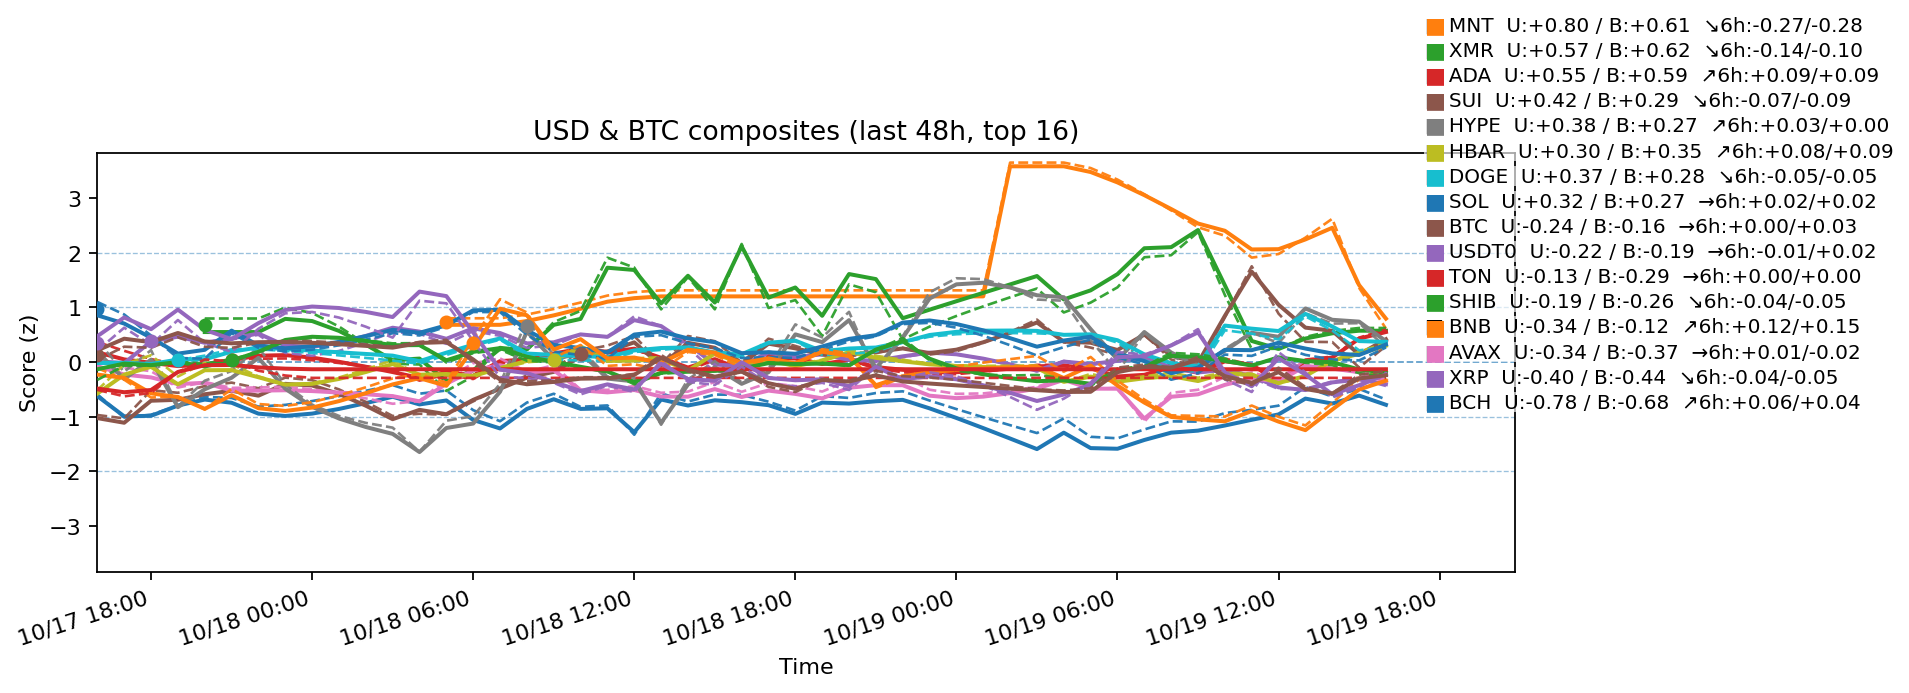 MNT U:+0.80 / B:+0.61 ↘6h:-0.27/-0.28
XMR U:+0.57 / B:+0.62 ↘6h:-0.14/-0.10
ADA U:+0.55 / B:+0.59 ↗6h:+0.09/+0.09
SUI U:+0.42 / B:+0.29 ↘6h:-0.07/-0.09
HYPE U:+0.38 / B:+0.27 ↗6h:+0.03/+0.00
HBAR U:+0.30 / B:+0.35 ↗6h:+0.08/+0.09
DOGE U:+0.37 / B:+0.28 ↘6h:-0.05/-0.05
SOL U:+0.32 / B:+0.27 →6h:+0.02/+0.02
BTC U:-0.24 / B:-0.16 →6h:+0.00/+0.03
USDT0 U:-0.22 / B:-0.19 →6h:-0.01/+0.02
TON U:-0.13 / B:-0.29 →6h:+0.00/+0.00
SHIB U:-0.19 / B:-0.26 ↘6h:-0.04/-0.05
BNB U:-0.34 / B:-0.12 ↗6h:+0.12/+0.15
AVAX U:-0.34 / B:-0.37 →6h:+0.01/-0.02
XRP U:-0.40 / B:-0.44 ↘6h:-0.04/-0.05
BCH U:-0.78 / B:-0.68 ↗6h:+0.06/+0.04
USD & BTC composites (last 48h, top 16)
Score (z)
3
2
1
0
−1
−2
−3
10/17 18:00
10/18 00:00
10/18 06:00
10/18 12:00
10/18 18:00
10/19 00:00
10/19 06:00
10/19 12:00
10/19 18:00
Time